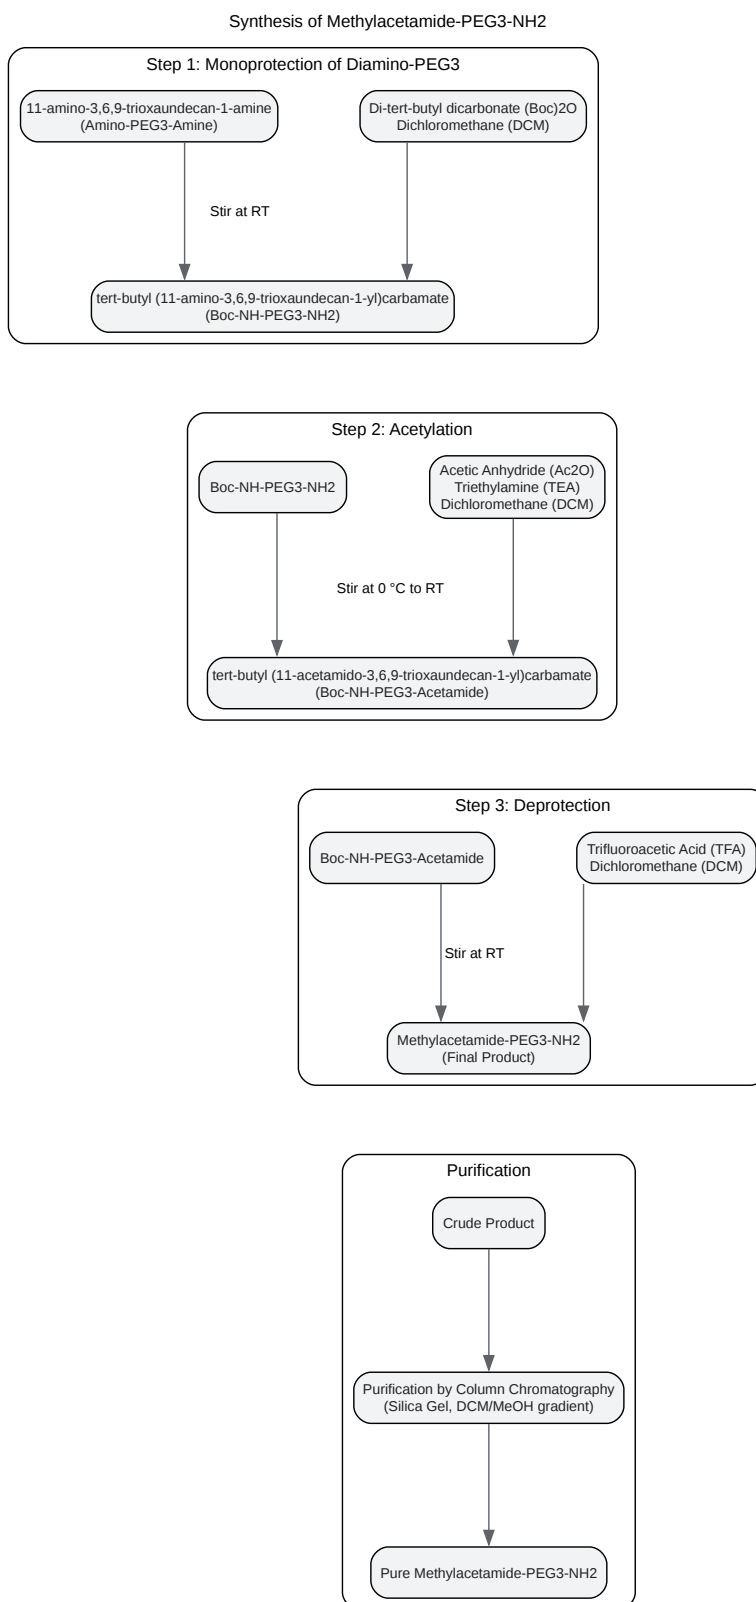 Synthesis of Methylacetamide-PEG3-NH2
Step 1: Monoprotection of Diamino-PEG3
11-amino-3,6,9-trioxaundecan-1-amine
(Amino-PEG3-Amine)
Di-tert-butyl dicarbonate (Boc)2O
Dichloromethane (DCM)
Stir at RT
tert-butyl (11-amino-3,6,9-trioxaundecan-1-yl)carbamate
(Boc-NH-PEG3-NH2)
Step 2: Acetylation
Boc-NH-PEG3-NH2
Acetic Anhydride (Ac2O)
Triethylamine (TEA)
Dichloromethane (DCM)
Stir at 0 °C to RT
tert-butyl (11-acetamido-3,6,9-trioxaundecan-1-yl)carbamate
(Boc-NH-PEG3-Acetamide)
Step 3: Deprotection
Boc-NH-PEG3-Acetamide
Trifluoroacetic Acid (TFA)
Dichloromethane (DCM)
Stir at RT
Methylacetamide-PEG3-NH2
(Final Product)
Purification
Crude Product
Purification by Column Chromatography
(Silica Gel, DCM/MeOH gradient)
Pure Methylacetamide-PEG3-NH2